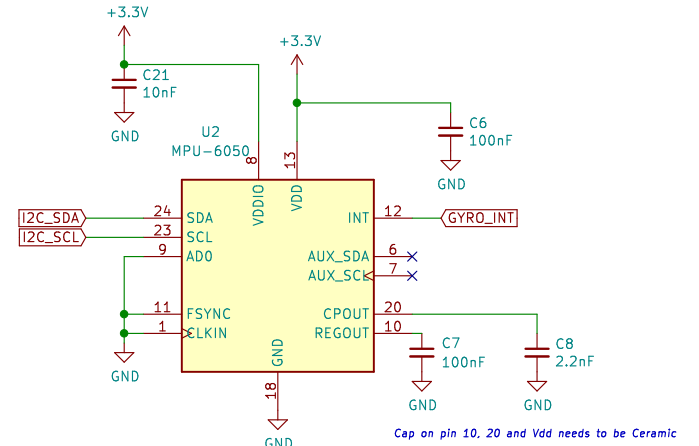 +3.3V
+3.3V
C21
10nF
GND
U2
MPU-6050
C6
100nF
GND
8
13
VDDIO
VDD
I2C_SDA
24
SDA
INT
12
GYRO_INT
I2C_SCL
23
SCL
9
AD0
AUX_SDA
6
AUX_SCL
7
11
FSYNC
CPOUT
20
1
CLKIN
REGOUT
10
GND
C7
100nF
C8
2.2nF
GND
18
GND
GND
GND
Cap on pin 10, 20 and Vdd needs to be Ceramic